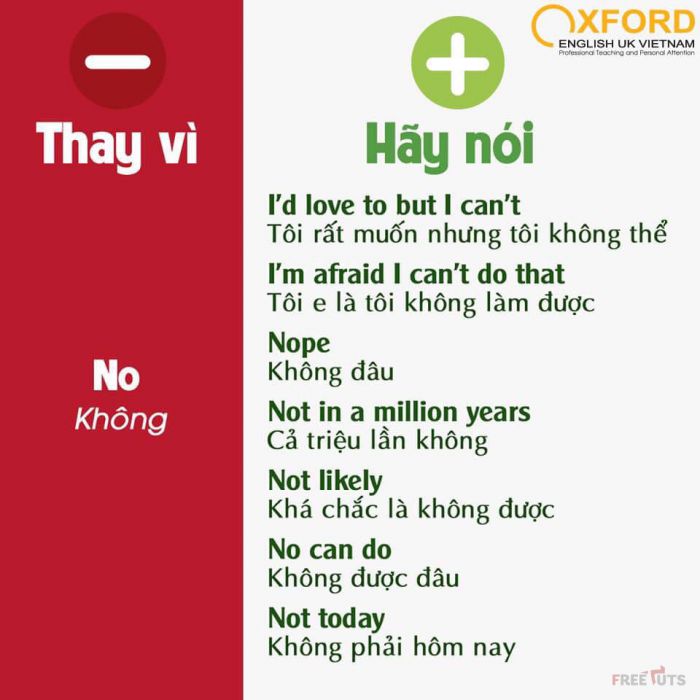 OXFORD
ENGLISH UK VIETNAM
Professional Teaching and Personal Attention
Thay vì
Hãy nói
No
Không
I'd love to but I can't
Tôi rất muốn nhưng tôi không thể
I'm afraid I can't do that
Tôi e là tôi không làm được
Nope
Không đâu
Not in a million years
Cả triệu lần không
Not likely
Khá chắc là không được
No can do
Không được đâu
Not today
Không phải hôm nay
FREETUTS